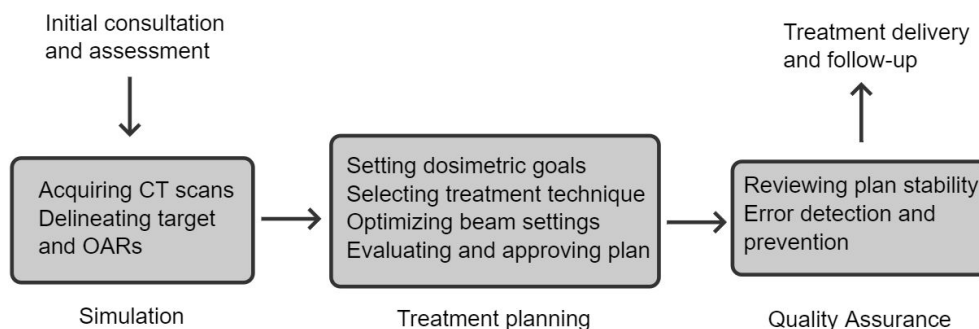 Initial consultation
and assessment
Treatment delivery
and follow-up
Acquiring CT scans
Delineating target
and OARs
Setting dosimetric goals
Selecting treatment technique
Optimizing beam settings
Evaluating and approving plan
Reviewing plan stability
Error detection and
prevention
Simulation
Treatment planning
Quality Assurance